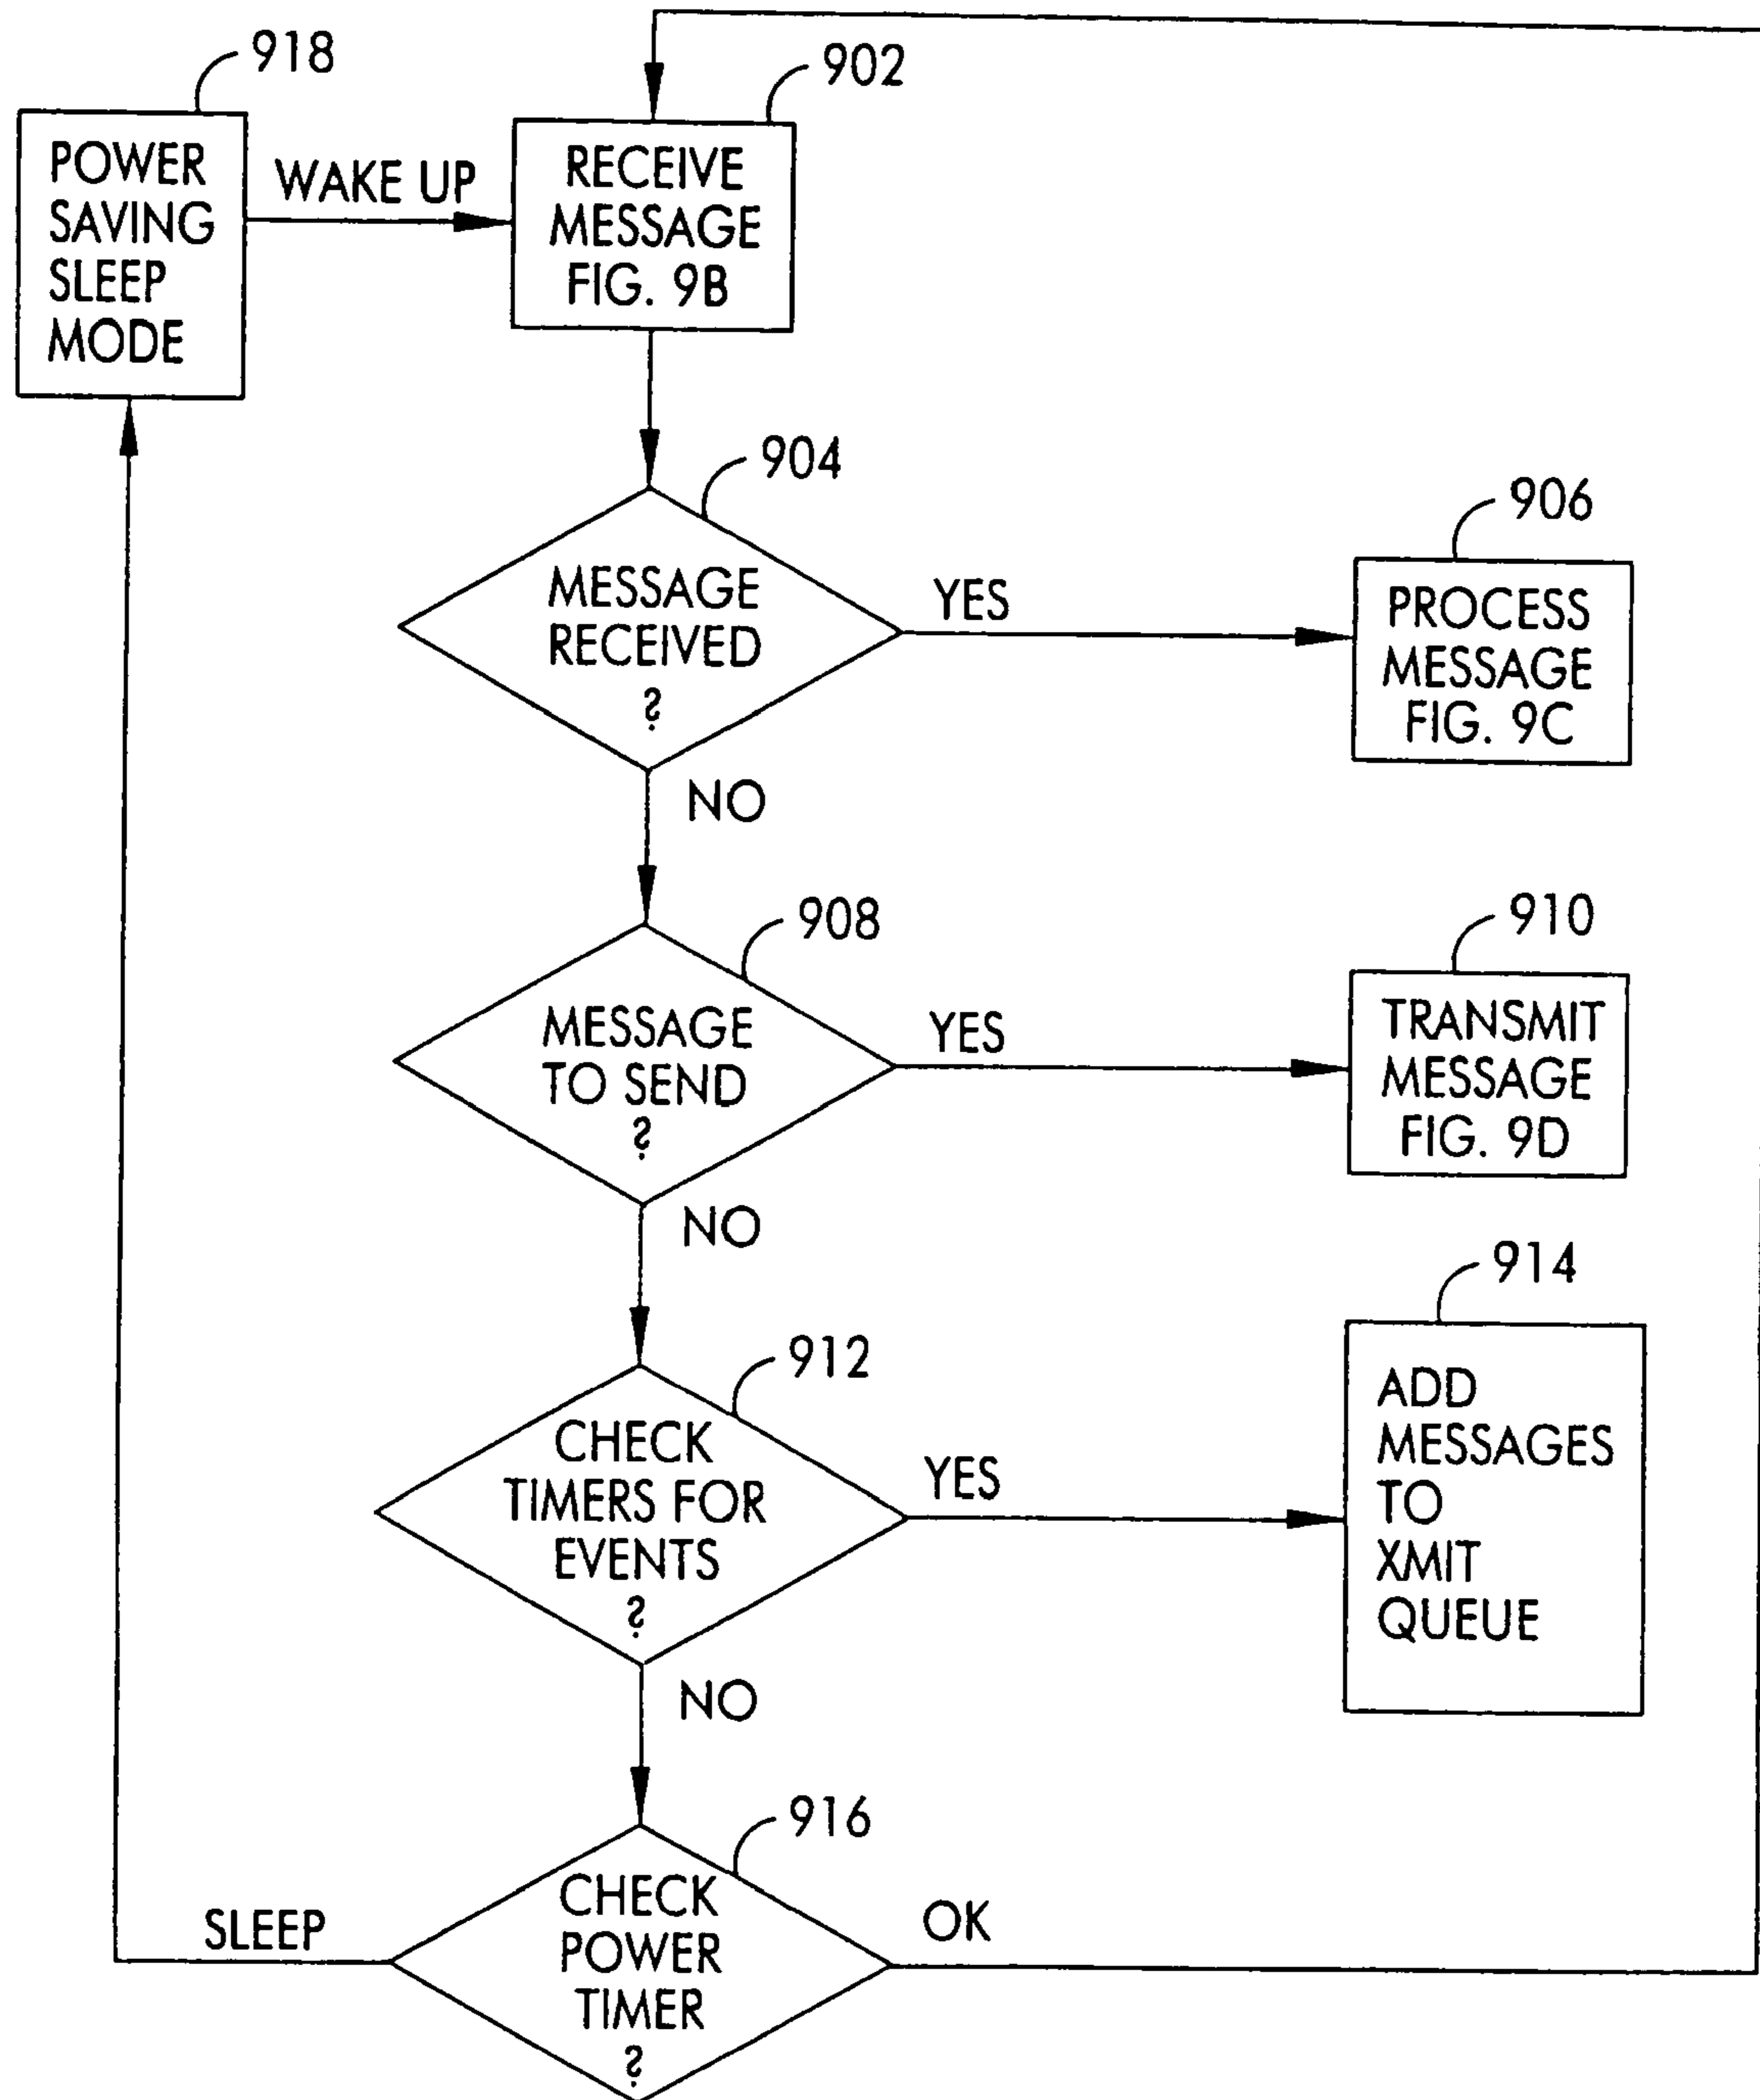 918
902
POWER
SAVING
SLEEP
MODE
WAKE UP
RECEIVE
MESSAGE
FIG. 9B
904
MESSAGE
RECEIVED
?
YES
NO
906
PROCESS
MESSAGE
FIG. 9C
908
MESSAGE
TO SEND
?
YES
NO
910
TRANSMIT
MESSAGE
FIG. 9D
912
CHECK
TIMERS FOR
EVENTS
?
YES
NO
914
ADD
MESSAGES
TO
XMIT
QUEUE
916
CHECK
POWER
TIMER
?
SLEEP
OK